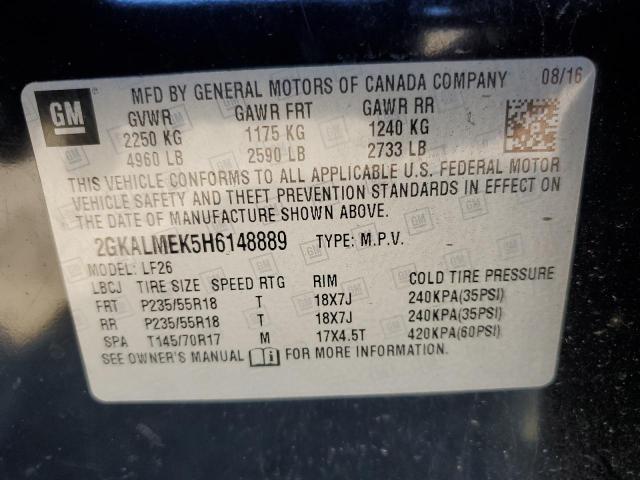 GM
MFD BY GENERAL MOTORS OF CANADA COMPANY 08/16
GVWR GAWR FRT GAWR RR
2250 KG 1175 KG 1240 KG
4960 LB 2590 LB 2733 LB
THIS VEHICLE CONFORMS TO ALL APPLICABLE U.S. FEDERAL MOTOR
VEHICLE SAFETY AND THEFT PREVENTION STANDARDS IN EFFECT ON
THE DATE OF MANUFACTURE SHOWN ABOVE.
2GKALMEK5H6148889 TYPE: M.P.V.
MODEL: LF26
LBCJ TIRE SIZE SPEED RTG RIM COLD TIRE PRESSURE
FRT P235/55R18 T 18X7J 240KPA(35PSI)
RR P235/55R18 T 18X7J 240KPA(35PSI)
SPA T145/70R17 M 17X4.5T 420KPA(60PSI)
SEE OWNER'S MANUAL FOR MORE INFORMATION.